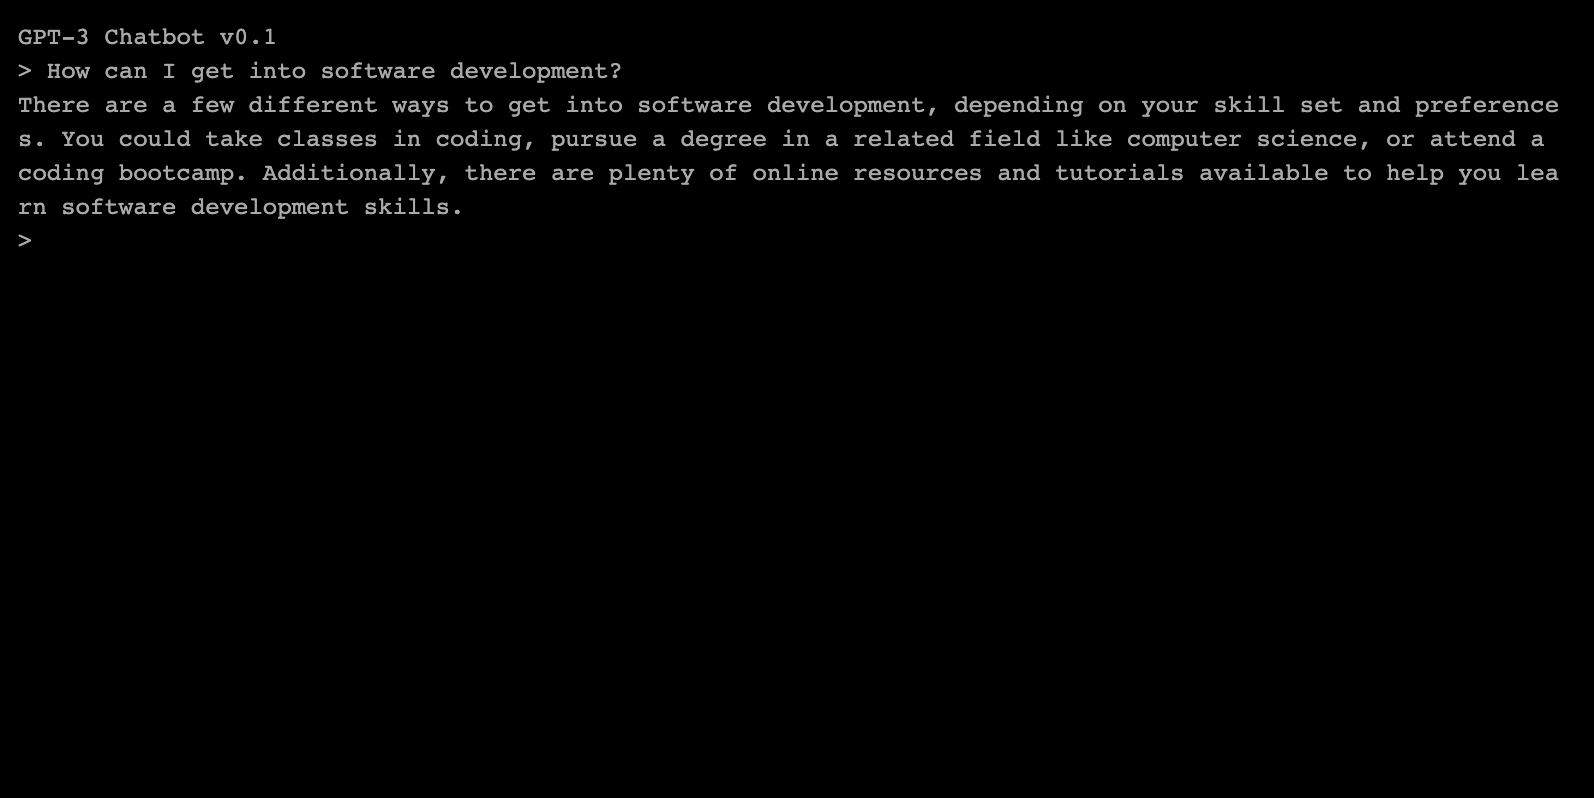 GPT-3 Chatbot v0.1
> How can I get into software development?
There are a few different ways to get into software development, depending on your skill set and preference
s. You could take classes in coding, pursue a degree in a related field like computer science, or attend a
coding bootcamp. Additionally, there are plenty of online resources and tutorials available to help you lea
rn software development skills.
>